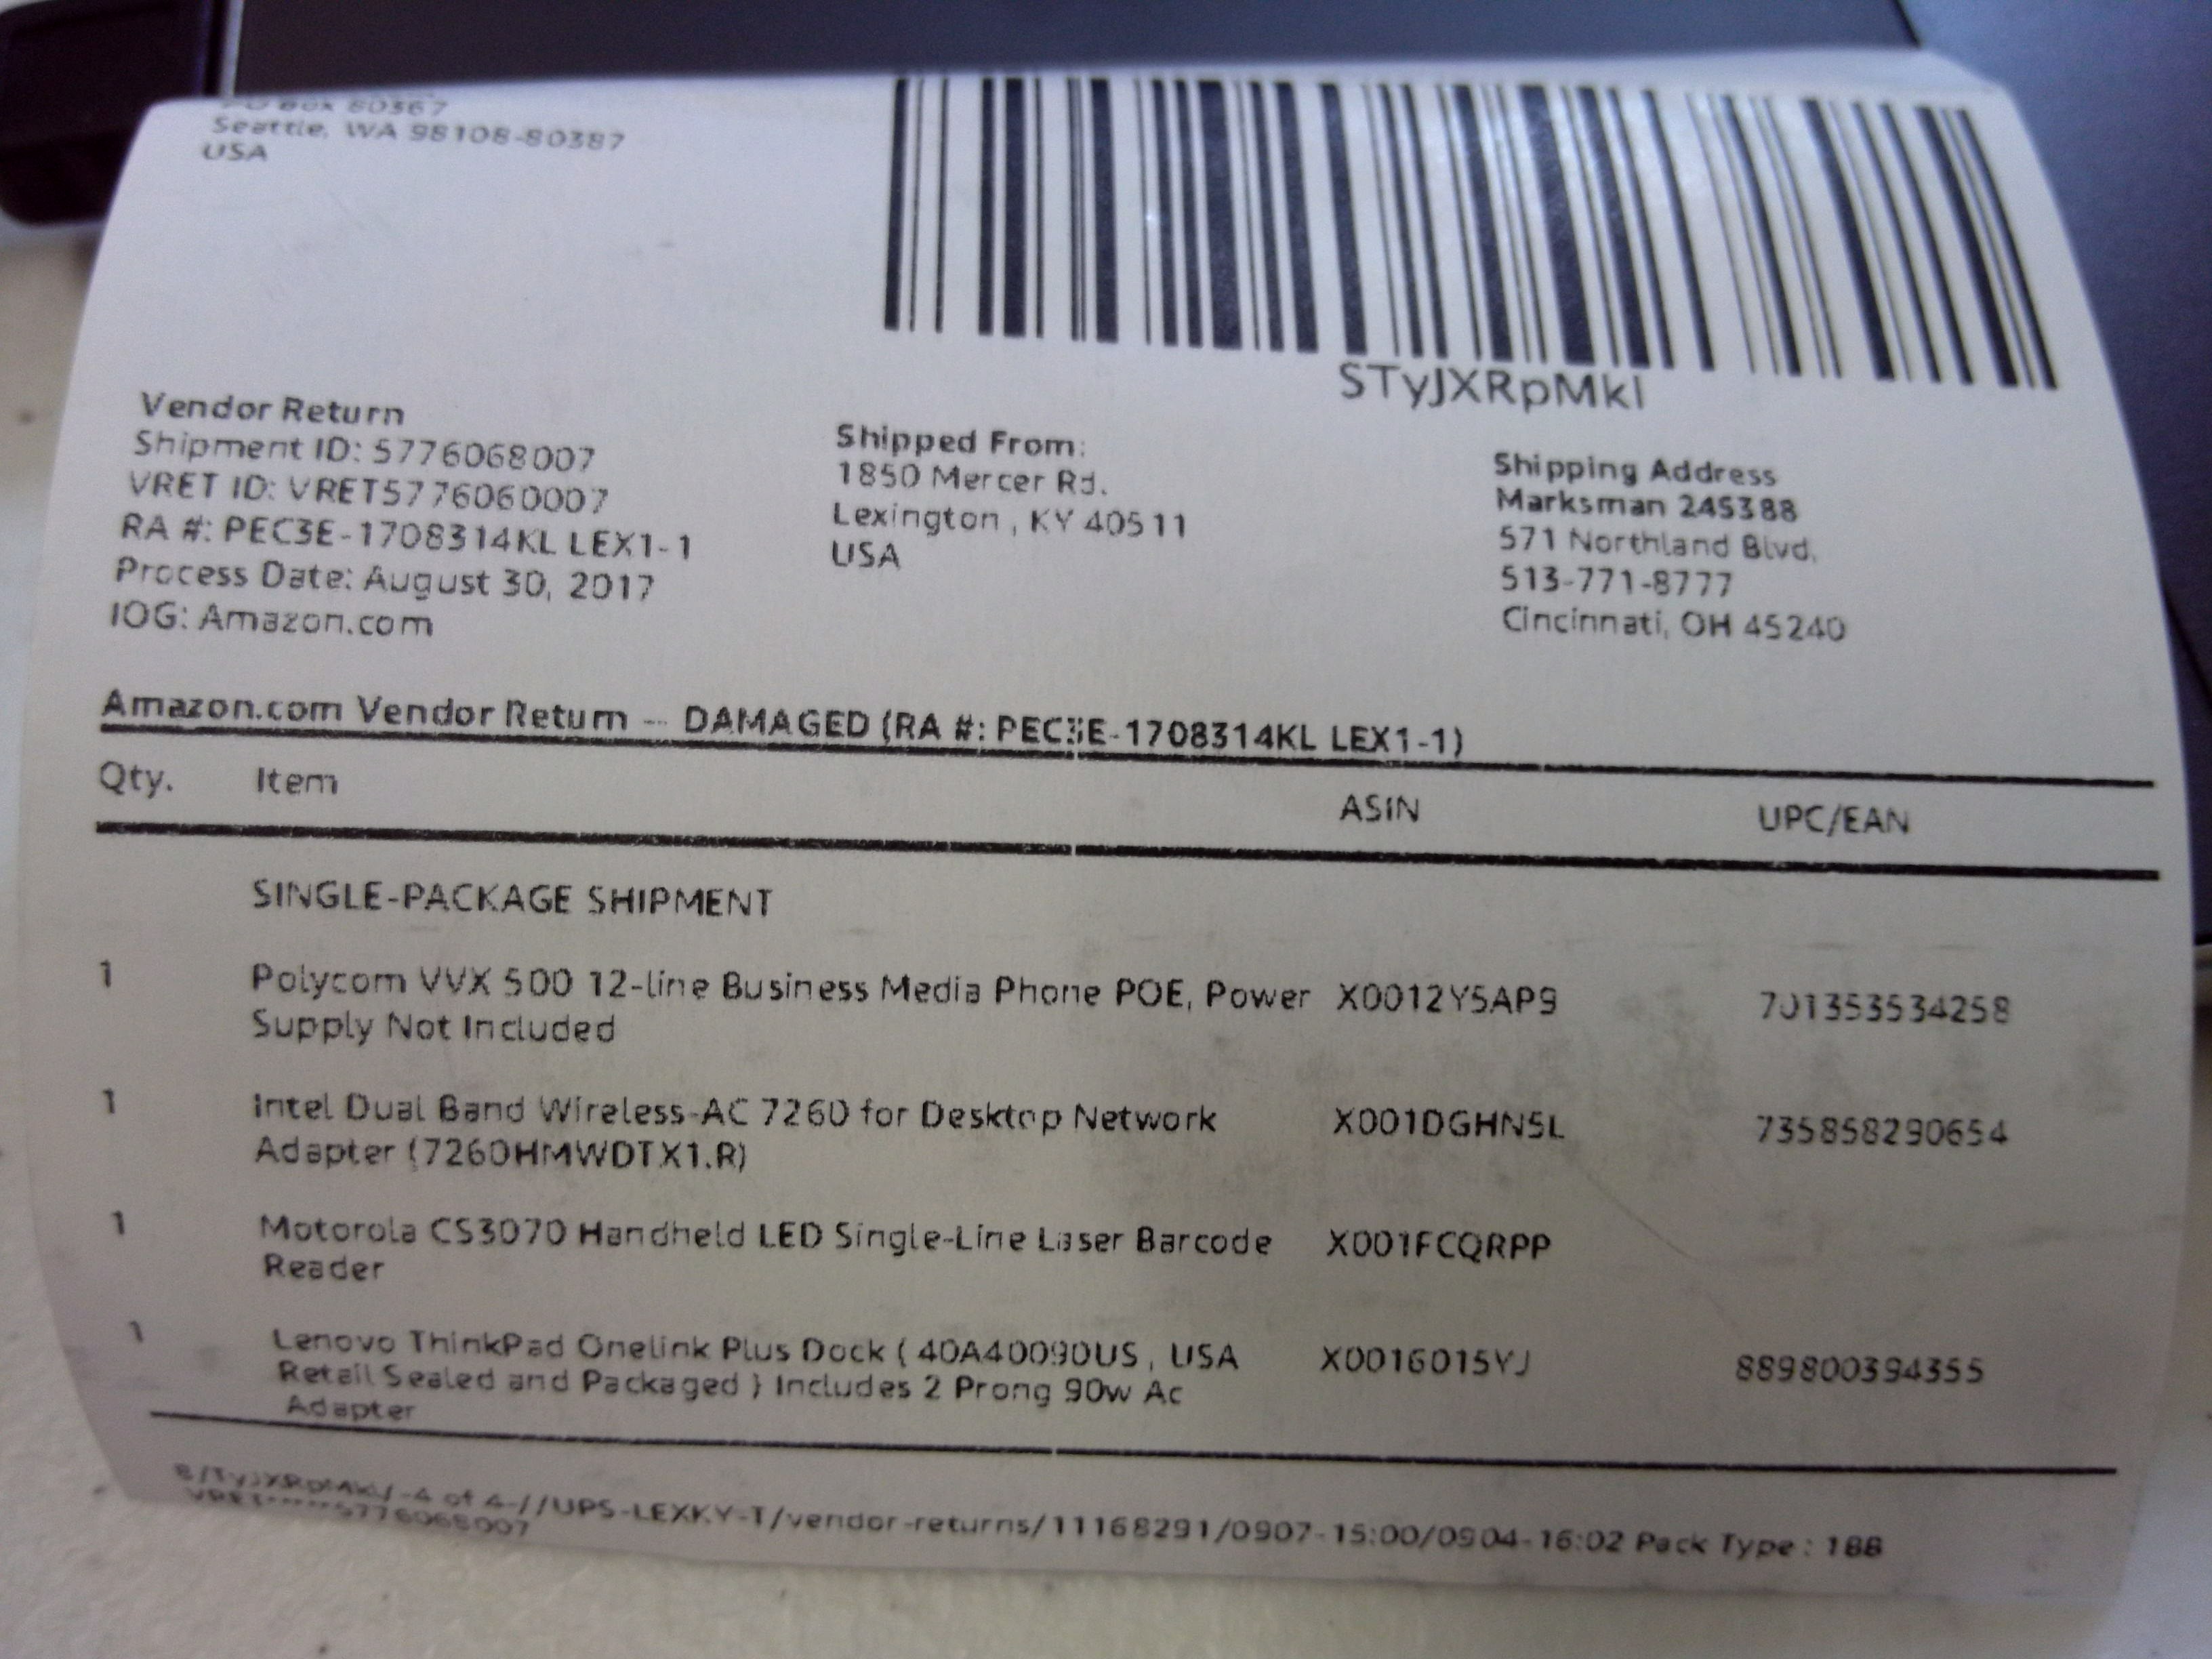 PO Box 80387
Seattle, WA 98108-80387
USA
STyJXRpMkl
Vendor Return
Shipment ID: 5776068007
VRET ID: VRET5776060007
RA #: PEC3E-1708314KL LEX1-1
Process Date: August 30, 2017
IOG: Amazon.com
Shipped From:
1850 Mercer Rd.
Lexington , KY 40511
USA
Shipping Address
Marksman 245388
571 Northland Blvd.
513-771-8777
Cincinnati, OH 45240
Amazon.com Vendor Return -- DAMAGED (RA #: PEC3E-1708314KL LEX1-1)
Qty. Item ASIN UPC/EAN
SINGLE-PACKAGE SHIPMENT
1 Polycom VVX 500 12-line Business Media Phone POE, Power X0012Y5AP9 701353534258
Supply Not Included
1 Intel Dual Band Wireless-AC 7260 for Desktop Network X001DGHN5L 735858290654
Adapter (7260HMWDTX1.R)
1 Motorola CS3070 Handheld LED Single-Line Laser Barcode X001FCQRPP
Reader
1 Lenovo ThinkPad Onelink Plus Dock ( 40A40090US , USA X0016015YJ 889800394355
Retail Sealed and Packaged ) Includes 2 Prong 90w Ac
Adapter
-4 of 4-//UPS-LEXKY-T/vendor-returns/11168291/0907-15:00/0904-16:02 Pack Type : 188
5776068007